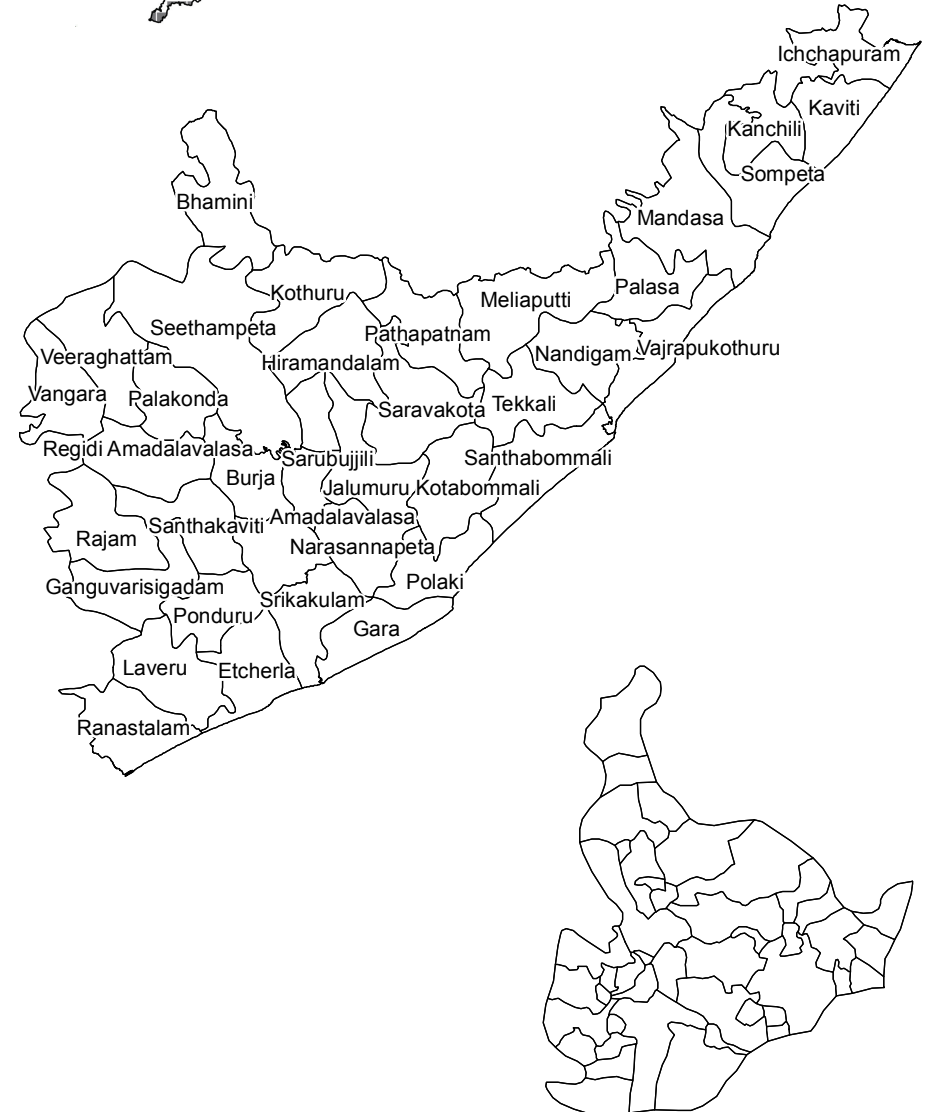 Ichchapuram
Kaviti
Kanchili
Sompeta
Bhamini
Mandasa
Kothuru
Meliaputti
Palasa
Seethampeta
Pathapatnam
Veeraghattam
Hiramandalam
Nandigam
Vajrapukothuru
Vangara
Palakonda
Saravakota
Tekkali
Regidi Amadalavalasa
Sarubujjili
Santhabommali
Burja
Jalumuru
Kotabommali
Santhakaviti
Amadalavalasa
Rajam
Narasannapeta
Ganguvarisigadam
Polaki
Srikakulam
Ponduru
Gara
Laveru
Etcherla
Ranastalam